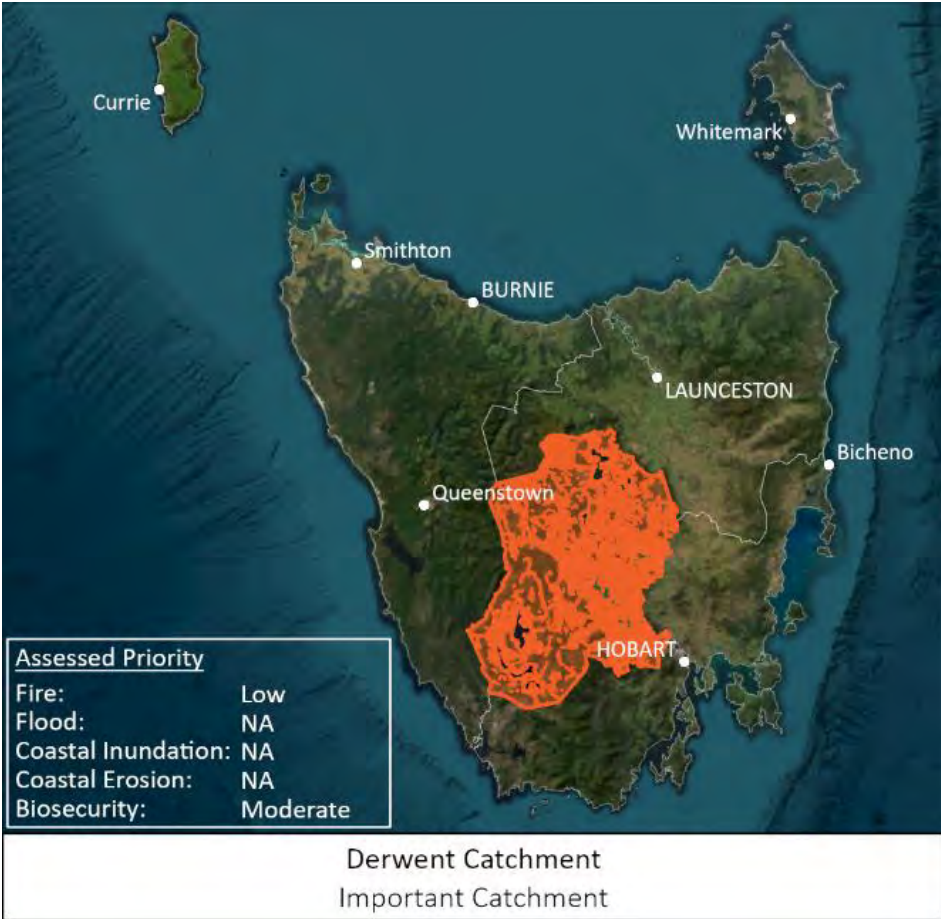 Currie
Whitemark
Smithton
BURNIE
LAUNCESTON
Bicheno
Queenstown
HOBART
Assessed Priority
Fire: Low
Flood: NA
Coastal Inundation: NA
Coastal Erosion: NA
Biosecurity: Moderate
Derwent Catchment
Important Catchment